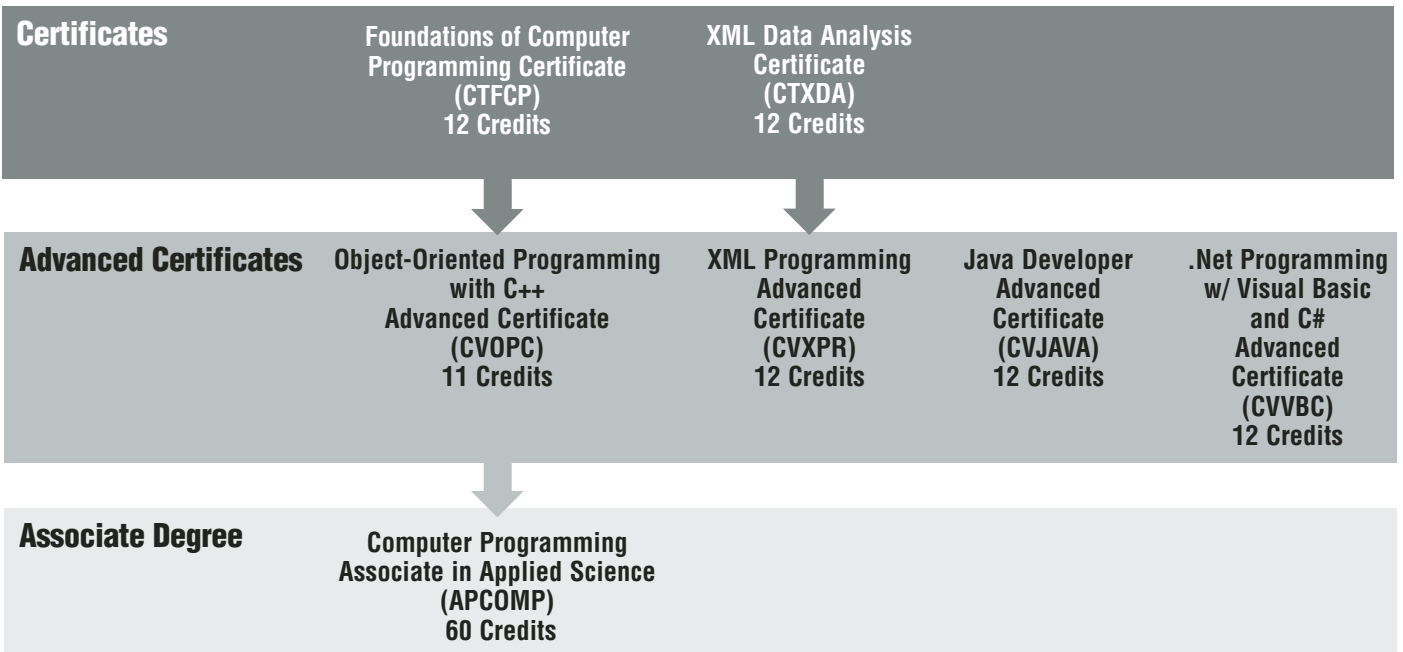 Certificates
Foundations of Computer
Programming Certificate
(CTFCP)
12 Credits
XML Data Analysis
Certificate
(CTXDA)
12 Credits
Advanced Certificates
Object-Oriented Programming
with C++
Advanced Certificate
(CVOPC)
11 Credits
XML Programming
Advanced
Certificate
(CVXPR)
12 Credits
Java Developer
Advanced
Certificate
(CVJAVA)
12 Credits
.Net Programming
w/ Visual Basic
and C#
Advanced
Certificate
(CVVBC)
12 Credits
Associate Degree
Computer Programming
Associate in Applied Science
(APCOMP)
60 Credits